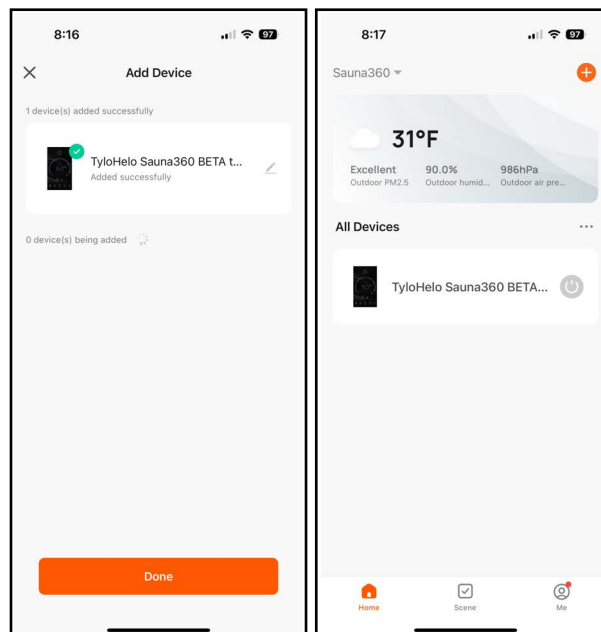 8:16
97
Add Device
1 device(s) added successfully
TyloHelo Sauna360 BETA t...
Added successfully
0 device(s) being added
Done
8:17
97
Sauna360
31°F
Excellent
90.0%
986hPa
Outdoor PM2.5
Outdoor humid...
Outdoor air pre...
All Devices
TyloHelo Sauna360 BETA...
Home
Scene
Me